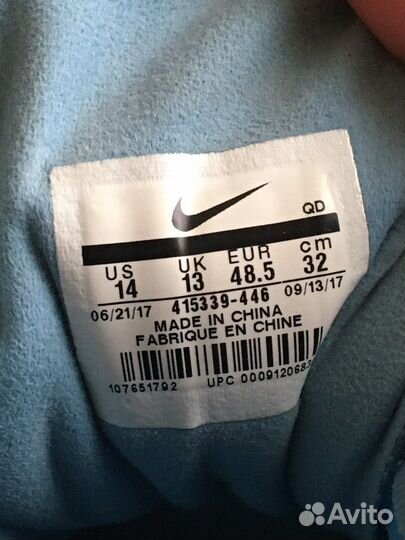 QD
US UK EUR cm
14 13 48.5 32
06/21/17 415339-446 09/13/17
MADE IN CHINA
FABRIQUE EN CHINE
107651792 UPC
Avito